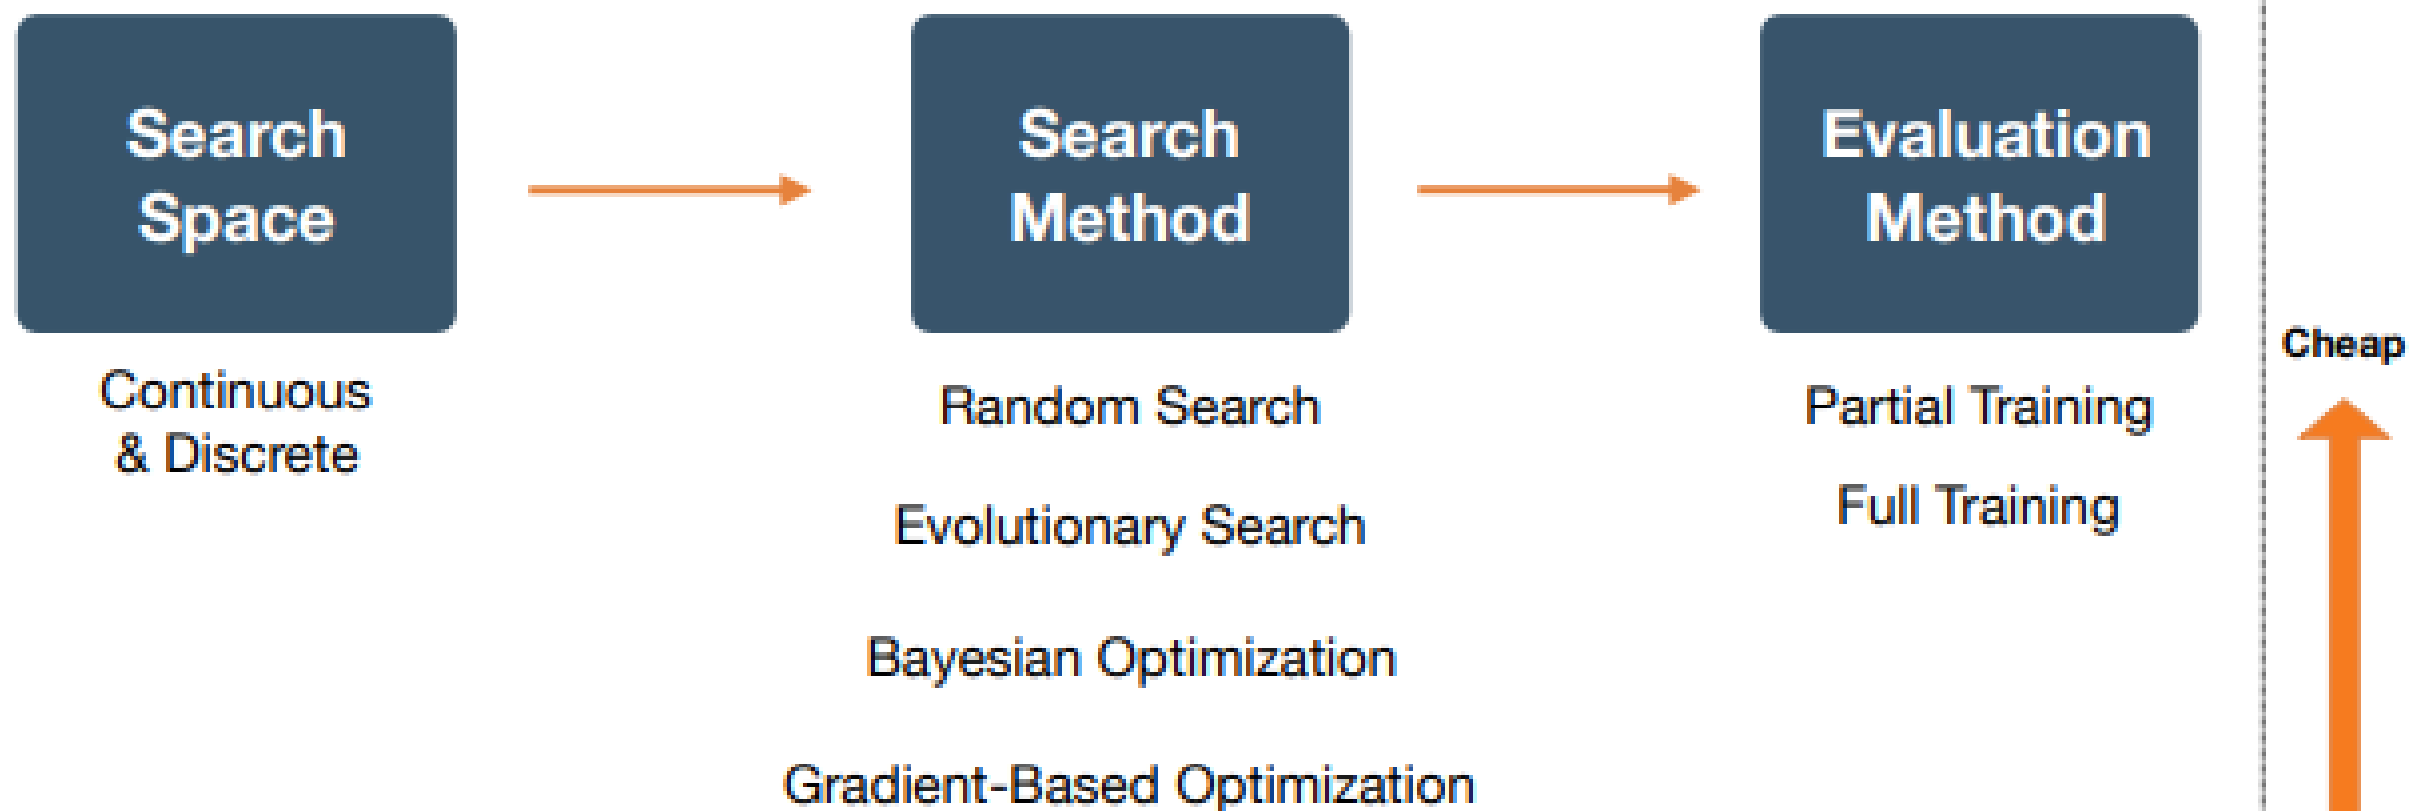 Search
Space
Search
Method
Evaluation
Method
Cheap
Continuous
& Discrete
Random Search
Evolutionary Search
Bayesian Optimization
Gradient-Based Optimization
Partial Training
Full Training